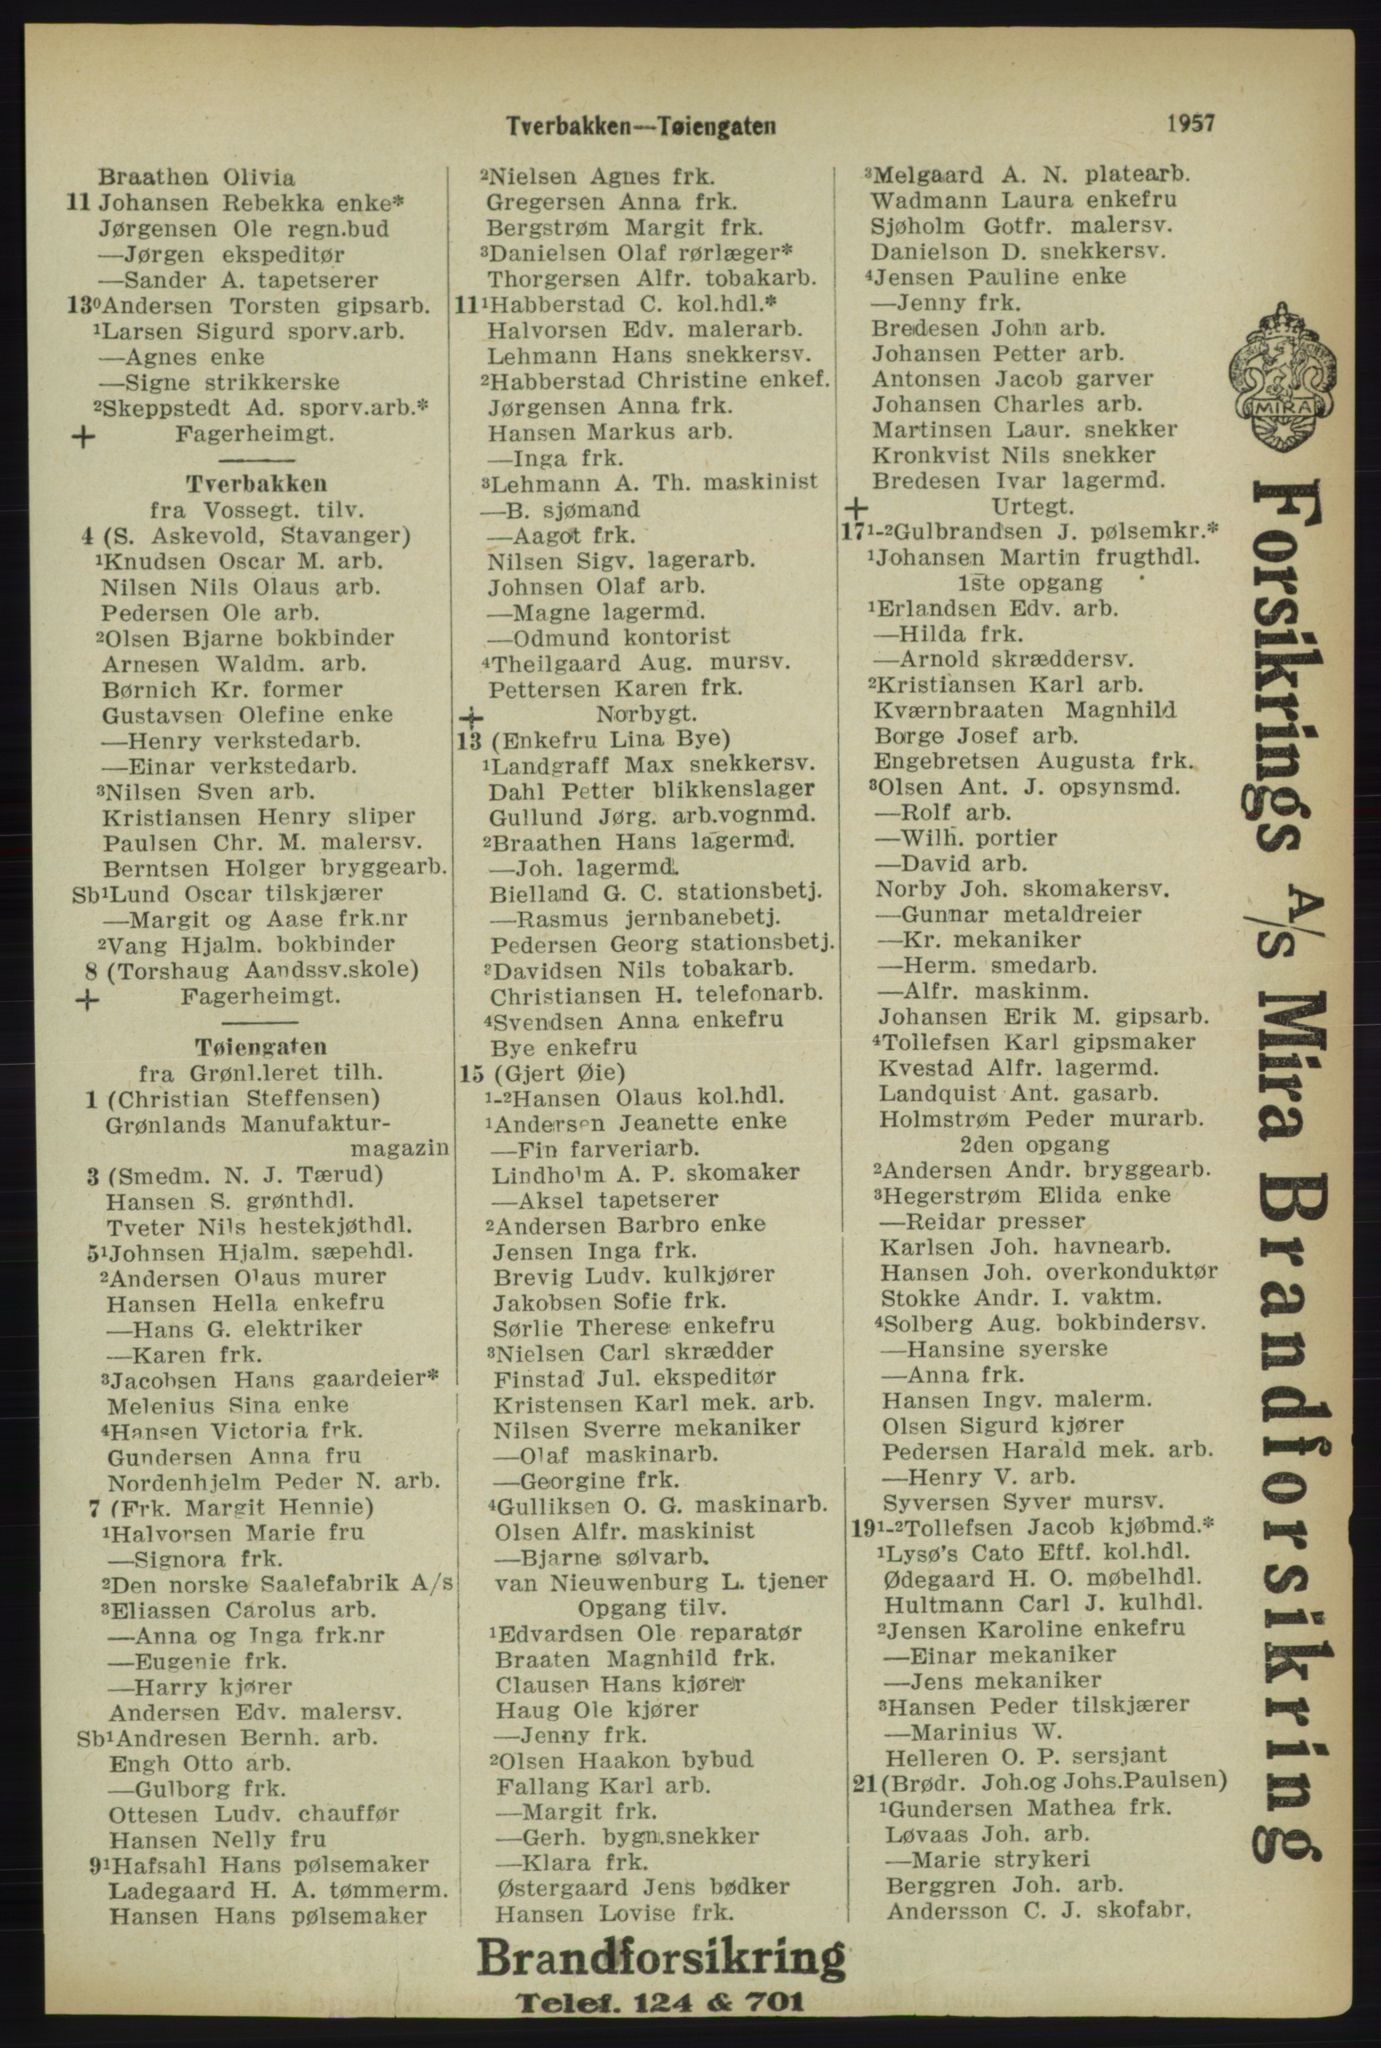 Tverbakken—Tøiengaten
1957
Braathen Olivia
11 Johansen Rebekka enke*
Jørgensen Ole regn.bud
—Jørgen ekspeditør
—Sander A. tapetserer
13⁰Andersen Torsten gipsarb.
¹Larsen Sigurd sporv.arb.
—Agnes enke
—Signe strikkerske
²Skeppstedt Ad. sporv.arb.*
+ Fagerheimgt.
Tverbakken
fra Vossegt. tilv.
4 (S. Askevold, Stavanger)
¹Knudsen Oscar M. arb.
Nilsen Nils Olaus arb.
Pedersen Ole arb.
²Olsen Bjarne bokbinder
Arnesen Waldm. arb.
Børnich Kr. former
Gustavsen Olefine enke
—Henry verkstedarb.
—Einar verkstedarb.
³Nilsen Sven arb.
Kristiansen Henry sliper
Paulsen Chr. M. malersv.
Berntsen Holger bryggearb.
Sb¹Lund Oscar tilskjærer
—Margit og Aase frk.nr
²Vang Hjalm. bokbinder
8 (Torshaug Aandssv.skole)
+ Fagerheimgt.
Tøiengaten
fra Grønl.leret tilh.
1 (Christian Steffensen)
Grønlands Manufaktur-
magazin
3 (Smedm. N. J. Tærud)
Hansen S. grønthdl.
Tveter Nils hestekjøthdl.
5¹Johnsen Hjalm. sæpehdl.
²Andersen Olaus murer
Hansen Hella enkefru
—Hans G. elektriker
—Karen frk.
³Jacobsen Hans gaardeier*
Melenius Sina enke
⁴Hansen Victoria frk.
Gundersen Anna fru
Nordenhjelm Peder N. arb.
7 (Frk. Margit Hennie)
¹Halvorsen Marie fru
—Signora frk.
²Den norske Saalefabrik A/s
³Eliassen Carolus arb.
—Anna og Inga frk.nr
—Eugenie frk.
—Harry kjører
Andersen Edv. malersv.
Sb¹Andresen Bernh. arb.
Engh Otto arb.
—Gulborg frk.
Ottesen Ludv. chauffør
Hansen Nelly fru
9¹Hafsahl Hans pølsemaker
Ladegaard H. A. tømmerm.
Hansen Hans pølsemaker
²Nielsen Agnes frk.
Gregersen Anna frk.
Bergstrøm Margit frk.
³Danielsen Olaf rørlæger*
Thorgersen Alfr. tobakarb.
11¹Habberstad C. kol.hdl.*
Halvorsen Edv. malerarb.
Lehmann Hans snekkersv.
²Habberstad Christine enkef.
Jørgensen Anna frk.
Hansen Markus arb.
—Inga frk.
³Lehmann A. Th. maskinist
—B. sjømand
—Aagot frk.
Nilsen Sigv. lagerarb.
Johnsen Olaf arb.
—Magne lagermd.
—Odmund kontorist
⁴Theilgaard Aug. mursv.
Pettersen Karen frk.
+ Norbygt.
13 (Enkefru Lina Bye)
¹Landgraff Max snekkersv.
Dahl Petter blikkenslager
Gullund Jørg. arb.vognmd.
²Braathen Hans lagermd.
—Joh. lagermd.
Bielland G. C. stationsbetj.
—Rasmus jernbanebetj.
Pedersen Georg stationsbetj.
³Davidsen Nils tobakarb.
Christiansen H. telefonarb.
⁴Svendsen Anna enkefru
Bye enkefru
15 (Gjert Øie)
¹-²Hansen Olaus kol.hdl.
¹Andersen Jeanette enke
—Fin farveriarb.
Lindholm A. P. skomaker
—Aksel tapetserer
²Andersen Barbro enke
Jensen Inga frk.
Brevig Ludv. kulkjører
Jakobsen Sofie frk.
Sørlie Therese enkefru
³Nielsen Carl skrædder
Finstad Jul. ekspeditør
Kristensen Karl mek. arb.
Nilsen Sverre mekaniker
—Olaf maskinarb.
—Georgine frk.
⁴Gulliksen O. G. maskinarb.
Olsen Alfr. maskinist
—Bjarne sølvarb.
van Nieuwenburg L. tjener
Opgang tilv.
¹Edvardsen Ole reparatør
Braaten Magnhild frk.
Clausen Hans kjører
Haug Ole kjører
—Jenny frk.
²Olsen Haakon bybud
Fallang Karl arb.
—Margit frk.
—Gerh. bygn.snekker
—Klara frk.
Østergaard Jens bødker
Hansen Lovise frk.
³Melgaard A. N. platearb.
Wadmann Laura enkefru
Sjøholm Gotfr. malersv.
Danielson D. snekkersv.
⁴Jensen Pauline enke
—Jenny frk.
Bredesen John arb.
Johansen Petter arb.
Antonsen Jacob garver
Johansen Charles arb.
Martinsen Laur. snekker
Kronkvist Nils snekker
Bredesen Ivar lagermd.
+ Urtegt.
17¹-²Gulbrandsen J. pølsemkr.*
¹Johansen Martin frugthdl.
1ste opgang
¹Erlandsen Edv. arb.
—Hilda frk.
—Arnold skræddersv.
²Kristiansen Karl arb.
Kværnbraaten Magnhild
Borge Josef arb.
Engebretsen Augusta frk.
³Olsen Ant. J. opsynsmd.
—Rolf arb.
—Wilh. portier
—David arb.
Norby Joh. skomakersv.
—Gunnar metaldreier
—Kr. mekaniker
—Herm. smedarb.
—Alfr. maskinm.
Johansen Erik M. gipsarb.
⁴Tollefsen Karl gipsmaker
Kvestad Alfr. lagermd.
Landquist Ant. gasarb.
Holmstrøm Peder murarb.
2den opgang
²Andersen Andr. bryggearb.
³Hegerstrøm Elida enke
—Reidar presser
Karlsen Joh. havnearb.
Hansen Joh. overkonduktør
Stokke Andr. I. vaktm.
⁴Solberg Aug. bokbindersv.
—Hansine syerske
—Anna frk.
Hansen Ingv. malerm.
Olsen Sigurd kjører
Pedersen Harald mek. arb.
—Henry V. arb.
Syversen Syver mursv.
19¹-²Tollefsen Jacob kjøbmd.*
¹Lysø's Cato Eftf. kol.hdl.
Ødegaard H. O. møbelhdl.
Hultmann Carl J. kulhdl.
²Jensen Karoline enkefru
—Einar mekaniker
—Jens mekaniker
³Hansen Peder tilskjærer
—Marinius W.
Helleren O. P. sersjant
21 (Brødr. Joh.og Johs.Paulsen)
¹Gundersen Mathea frk.
Løvaas Joh. arb.
—Marie strykeri
Berggren Joh. arb.
Andersson C. J. skofabr.
MIRA
Forsikrings A/s Mira Brandforsikring
Brandforsikring
Telef. 124 & 701